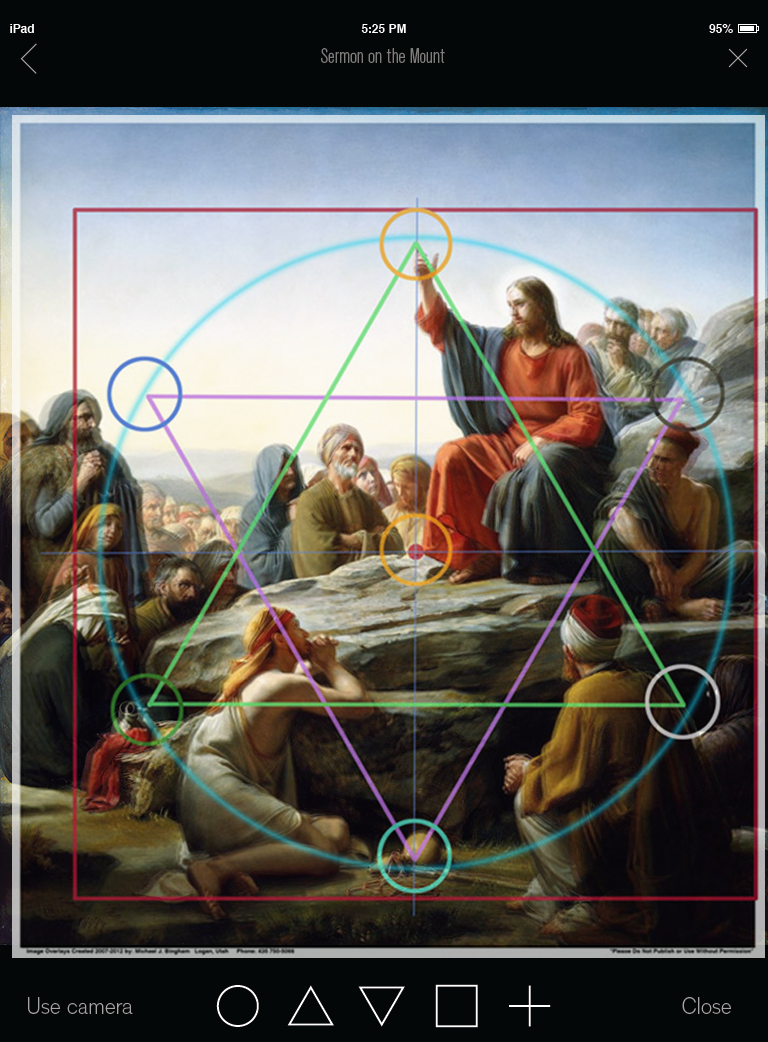 iPad 5:25 PM 95%
Sermon on the Mount
Image Overlays Created 2007-2012 by: Michael J. Bingham Logan, Utah Phone: 435.750-5066 "Please Do Not Publish or Use Without Permission"
Use camera Close